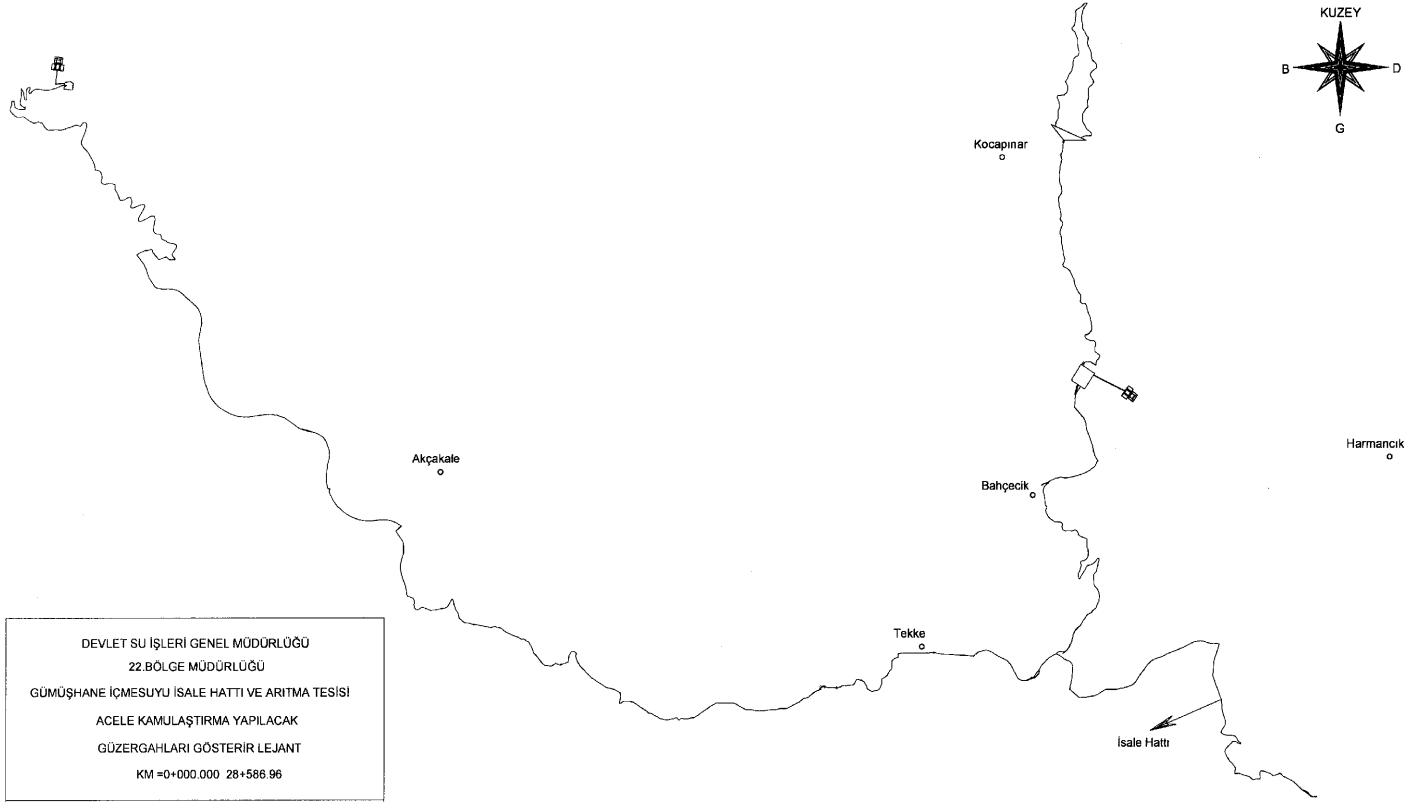 KUZEY
B
D
G
Kocapınar
Harmancık
Akçakale
Bahçecik
Tekke
İsale Hattı
DEVLET SU İŞLERİ GENEL MÜDÜRLÜĞÜ
22.BÖLGE MÜDÜRLÜĞÜ
GÜMÜŞHANE İÇMESUYU İSALE HATTI VE ARITMA TESİSİ
ACELE KAMULAŞTIRMA YAPILACAK
GÜZERGAHLARI GÖSTERİR LEJANT
KM =0+000.000 28+586.96